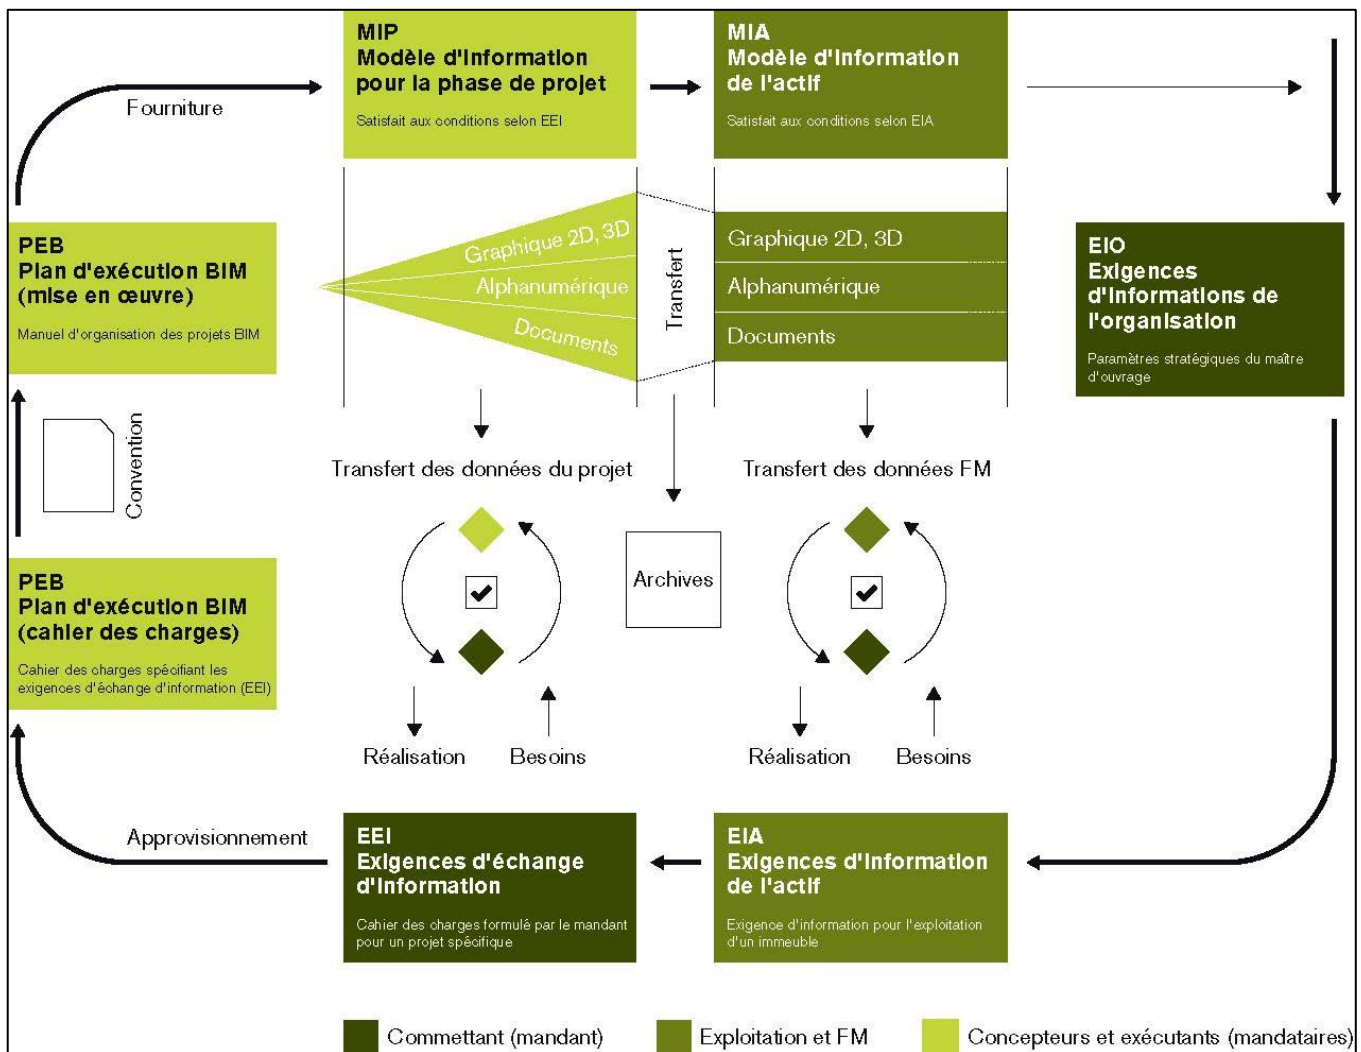 MIP
Modèle d'information
pour la phase de projet
Satisfait aux conditions selon EEI
MIA
Modèle d'information
de l'actif
Satisfait aux conditions selon EIA
Fourniture
PEB
Plan d'exécution BIM
(mise en œuvre)
Manuel d'organisation des projets BIM
Graphique 2D, 3D
Alphanumérique
Documents
Transfert
Graphique 2D, 3D
Alphanumérique
Documents
EIO
Exigences
d'informations de
l'organisation
Paramètres stratégiques du maître
d'ouvrage
Convention
Transfert des données du projet
Transfert des données FM
Archives
PEB
Plan d'exécution BIM
(cahier des charges)
Cahier des charges spécifiant les
exigences d'échange d'information (EEI)
Réalisation
Besoins
Réalisation
Besoins
Approvisionnement
EEI
Exigences d'échange
d'information
Cahier des charges formulé par le mandant
pour un projet spécifique
EIA
Exigences d'information
de l'actif
Exigence d'information pour l'exploitation
d'un immeuble
Commettant (mandant)
Exploitation et FM
Concepteurs et exécutants (mandataires)